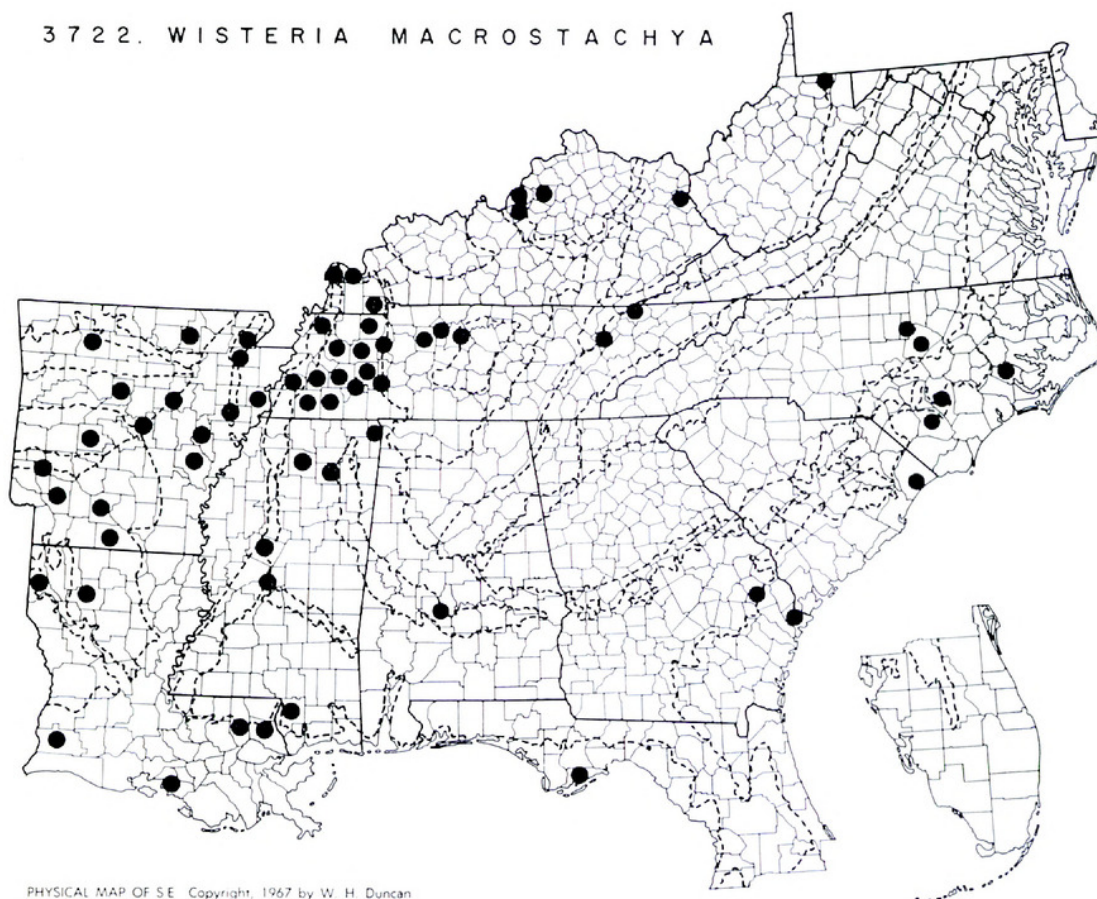 3722. WISTERIA MACROSTACHYA
PHYSICAL MAP OF S E Copyright, 1967 by W. H. Duncan